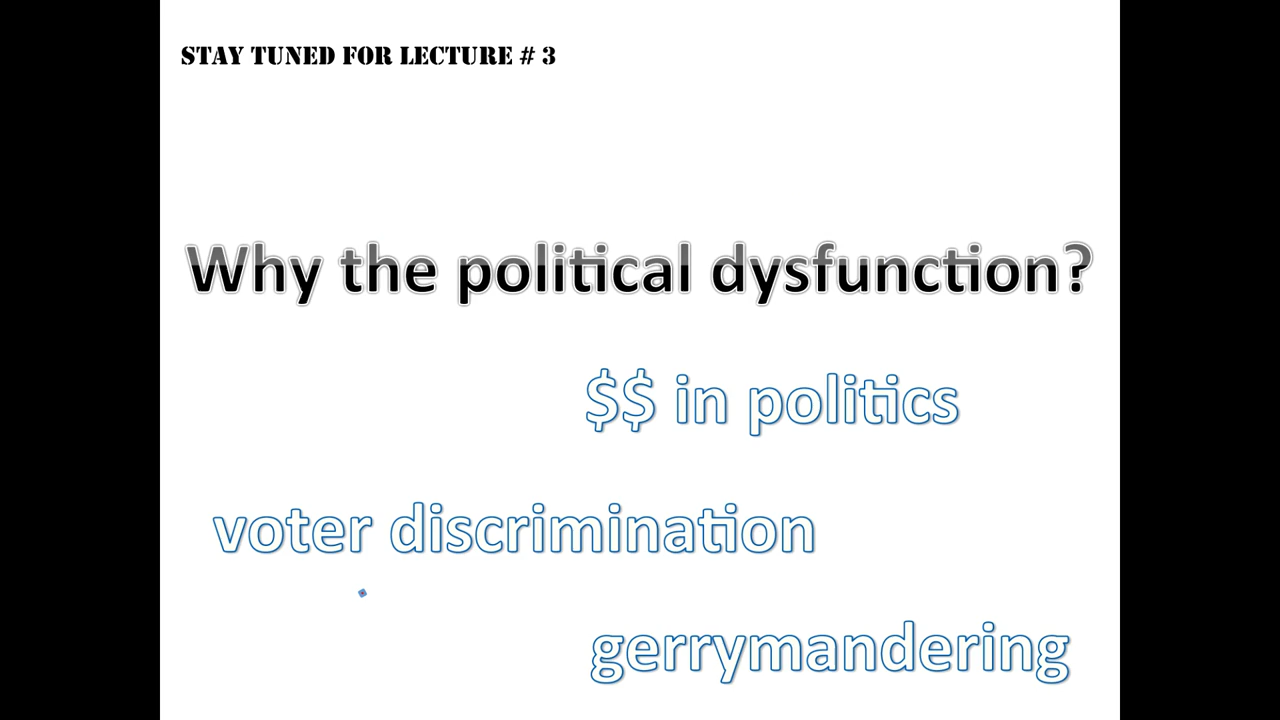 STAY TUNED FOR LECTURE # 3
Why the political dysfunction?
$$ in politics
voter discrimination
gerrymandering